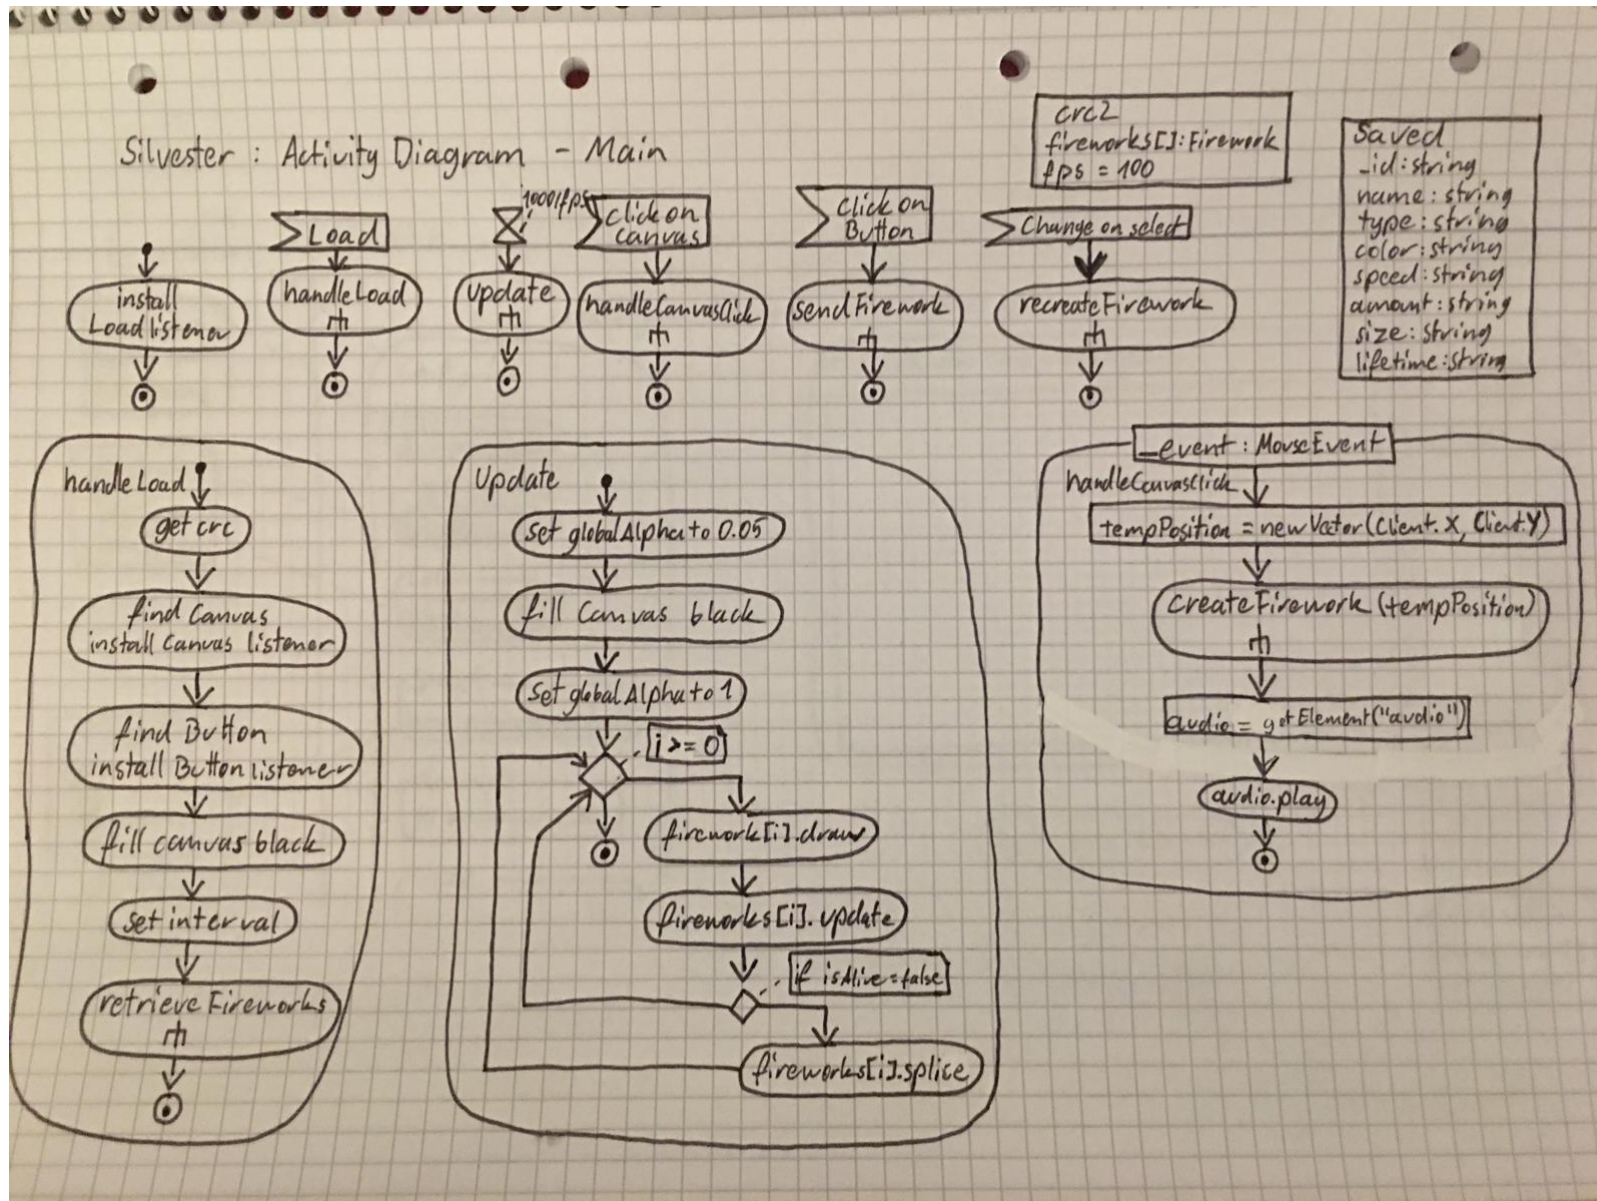 Silvester : Activity Diagram - Main
crc2
fireworks[]:Firework
fps = 100
Saved
_id:string
name:string
type:string
color:string
speed:string
amount:string
size:string
lifetime:string
install
Load listener
Load
handleLoad
1000/fps
update
click on
canvas
handleCanvasClick
click on
Button
sendFirework
Change on select
recreateFirework
handleLoad
get crc
find Canvas
install Canvas listener
find Button
install Button listener
fill canvas black
set interval
retrieve Fireworks
Update
set globalAlpha to 0.05
fill Canvas black
set globalAlpha to 1
i >= 0
firework[i].draw
fireworks[i].update
if isAlive=false
fireworks[i].splice
_event : MouseEvent
handleCanvasClick
tempPosition = new Vector(Client.X, Client.Y)
createFirework (tempPosition)
audio = getElement("audio")
audio.play